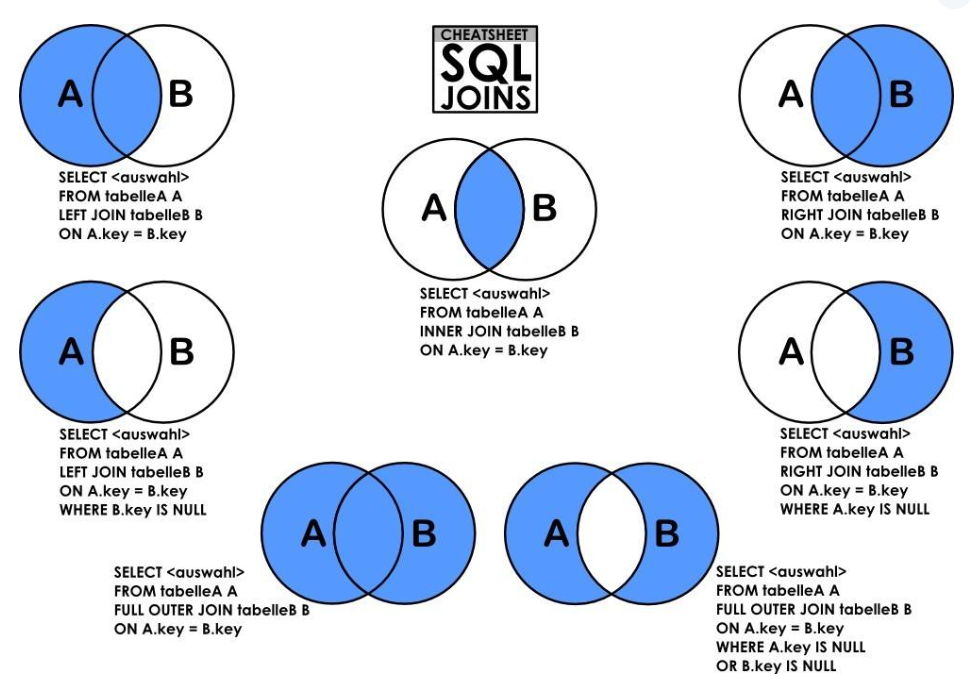 CHEATSHEET
SQL
JOINS
A B
SELECT <auswahl>
FROM tabelleA A
LEFT JOIN tabelleB B
ON A.key = B.key
A B
SELECT <auswahl>
FROM tabelleA A
RIGHT JOIN tabelleB B
ON A.key = B.key
A B
SELECT <auswahl>
FROM tabelleA A
INNER JOIN tabelleB B
ON A.key = B.key
A B
SELECT <auswahl>
FROM tabelleA A
LEFT JOIN tabelleB B
ON A.key = B.key
WHERE B.key IS NULL
A B
SELECT <auswahl>
FROM tabelleA A
RIGHT JOIN tabelleB B
ON A.key = B.key
WHERE A.key IS NULL
A B
SELECT <auswahl>
FROM tabelleA A
FULL OUTER JOIN tabelleB B
ON A.key = B.key
A B
SELECT <auswahl>
FROM tabelleA A
FULL OUTER JOIN tabelleB B
ON A.key = B.key
WHERE A.key IS NULL
OR B.key IS NULL